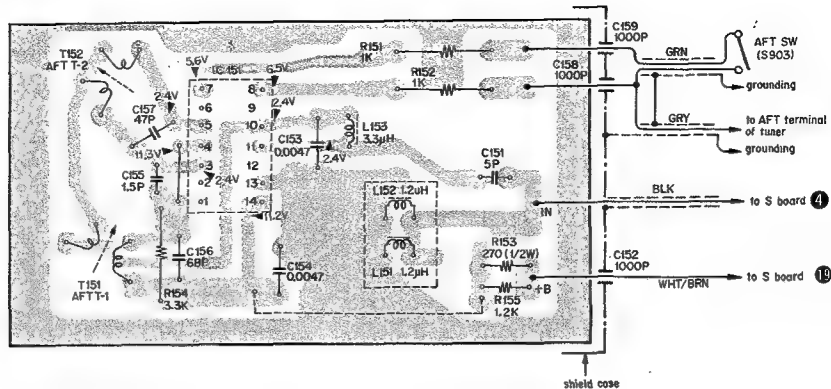 C159
1000P
AFT SW
(S903)
GRN
T152
AFT T-2
R151
1K
C158
1000P
5,6V
IC 151
6,5V
R152
1K
grounding
7
8
C157
47P
2.4V
6
9
2.4V
GRY
to AFT terminal
of tuner
5
10
L153
3.3μH
C153
0.0047
2.4V
grounding
11,3V
4
11
C151
5P
C155
1.5P
3
12
2.4V
BLK
L152 1.2uH
2
13
1
14
IN
to S board 4
11,2V
R153
270 (1/2W)
C152
1000P
C156
68P
C154
0.0047
L151 1.2μH
+B
to S board 19
WHT/BRN
T151
AFT T-1
R154
3.3K
R155
1.2K
shield case